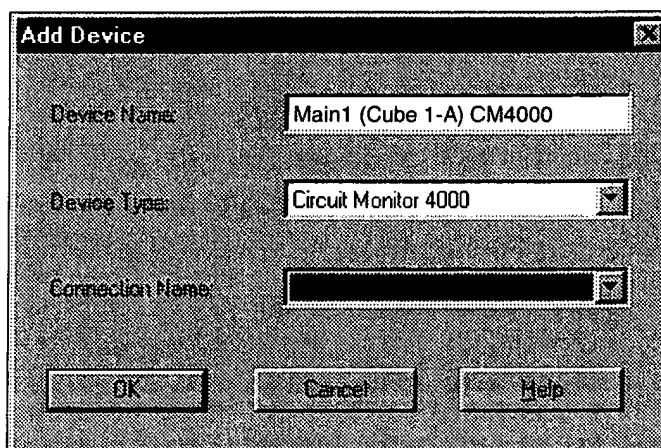 Add Device
Device Name: Main1 (Cube 1-A) CM4000
Device Type: Circuit Monitor 4000
Connection Name:
OK Cancel Help